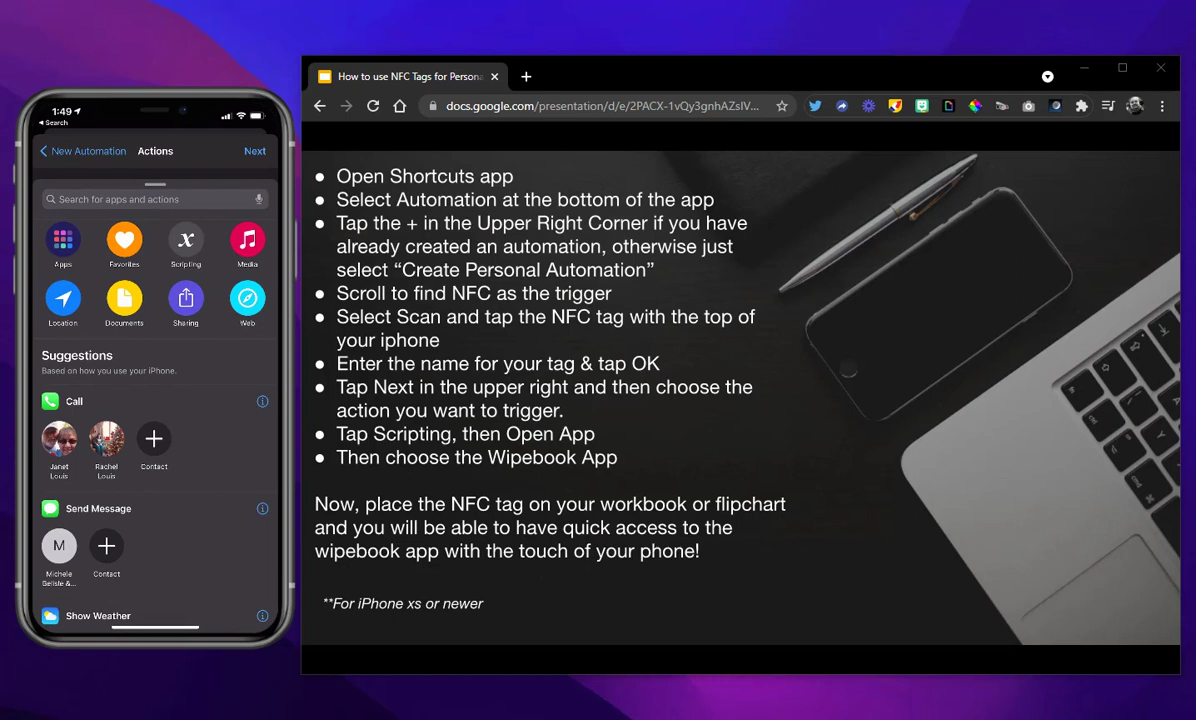 1:49
Search
New Automation
Actions
Next
Search for apps and actions
Apps
Favorites
Scripting
Media
Location
Documents
Sharing
Web
Suggestions
Based on how you use your iPhone.
Call
Janet
Louis
Rachel
Louis
Contact
Send Message
M
Michele
Belisle &...
Contact
Show Weather
How to use NFC Tags for Persona
docs.google.com/presentation/d/e/2PACX-1vQy3gnhAZsIV...
● Open Shortcuts app
● Select Automation at the bottom of the app
● Tap the + in the Upper Right Corner if you have
already created an automation, otherwise just
select “Create Personal Automation”
● Scroll to find NFC as the trigger
● Select Scan and tap the NFC tag with the top of
your iphone
● Enter the name for your tag & tap OK
● Tap Next in the upper right and then choose the
action you want to trigger.
● Tap Scripting, then Open App
● Then choose the Wipebook App
Now, place the NFC tag on your workbook or flipchart
and you will be able to have quick access to the
wipebook app with the touch of your phone!
**For iPhone xs or newer